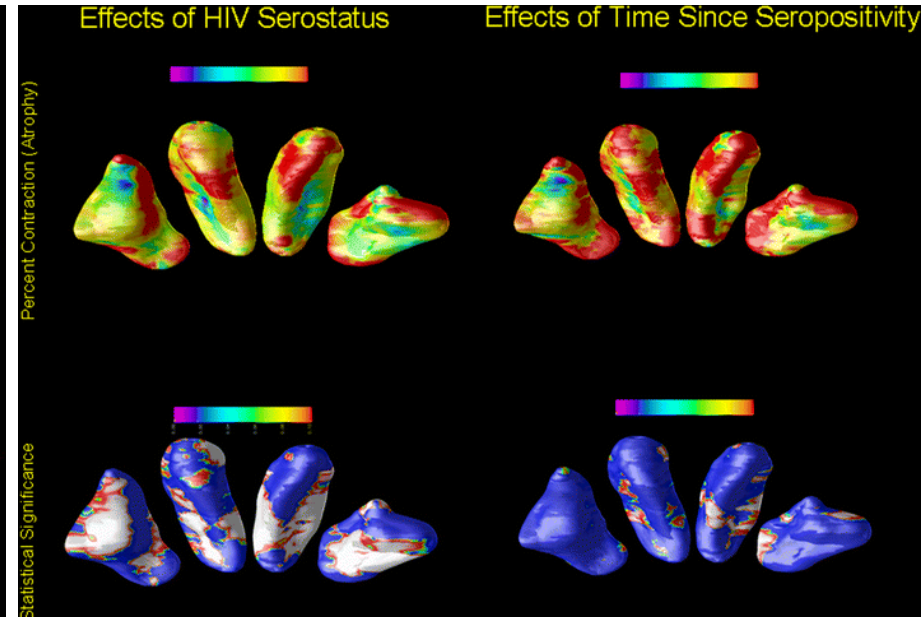 Effects of HIV Serostatus
Effects of Time Since Seropositivity
Percent Contraction (Atrophy)
Statistical Significance